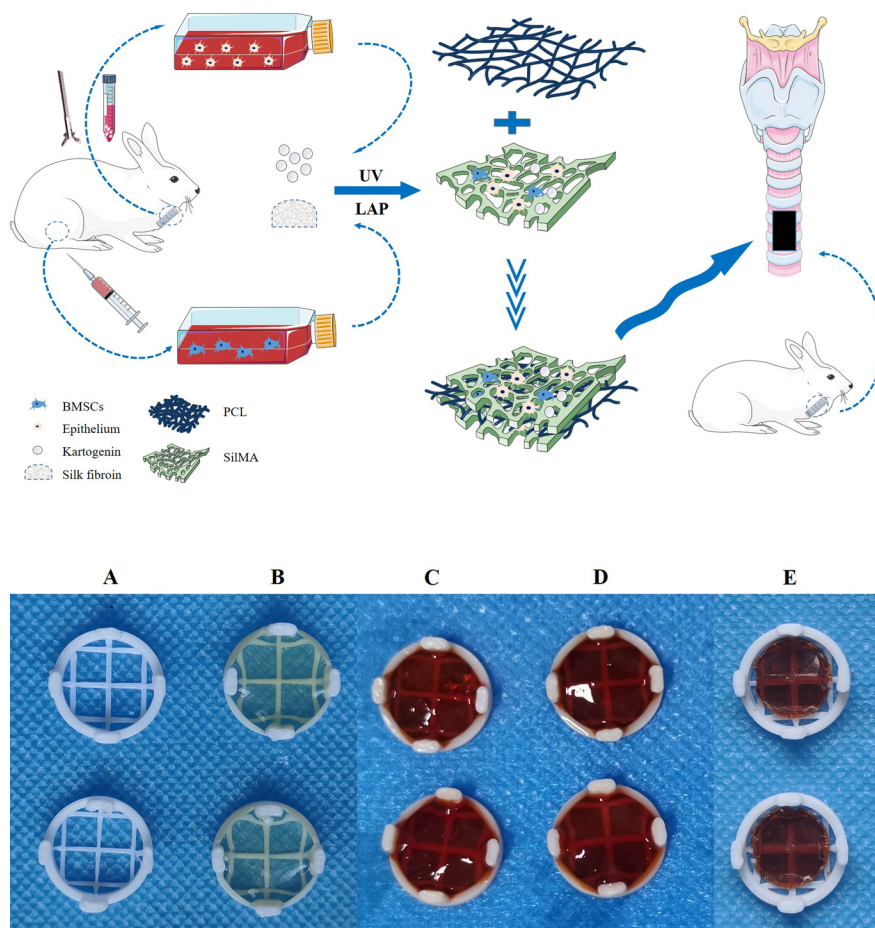 UV
LAP
BMSCs
Epithelium
Kartogenin
Silk fibroin
PCL
SilMA
A B C D E